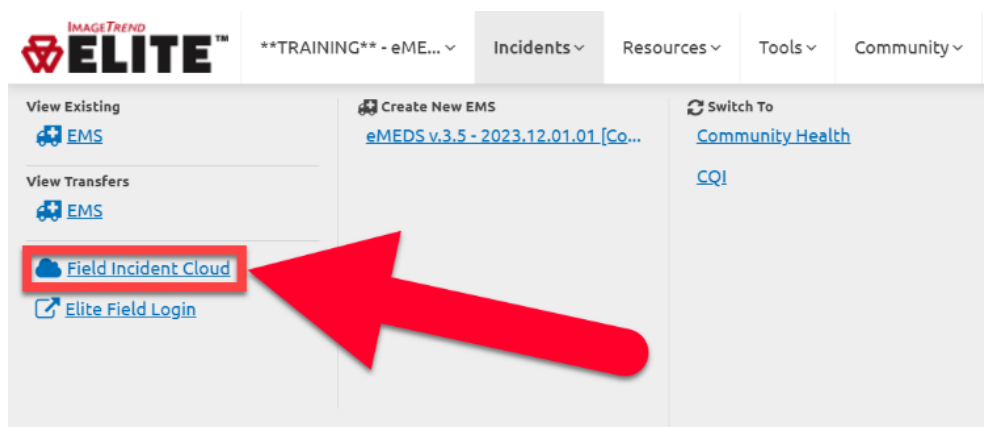 IMAGETREND
ELITE™
**TRAINING** - eME...
Incidents
Resources
Tools
Community
View Existing
EMS
View Transfers
EMS
Field Incident Cloud
Elite Field Login
Create New EMS
eMEDS v.3.5 - 2023.12.01.01 [Co...
Switch To
Community Health
CQI